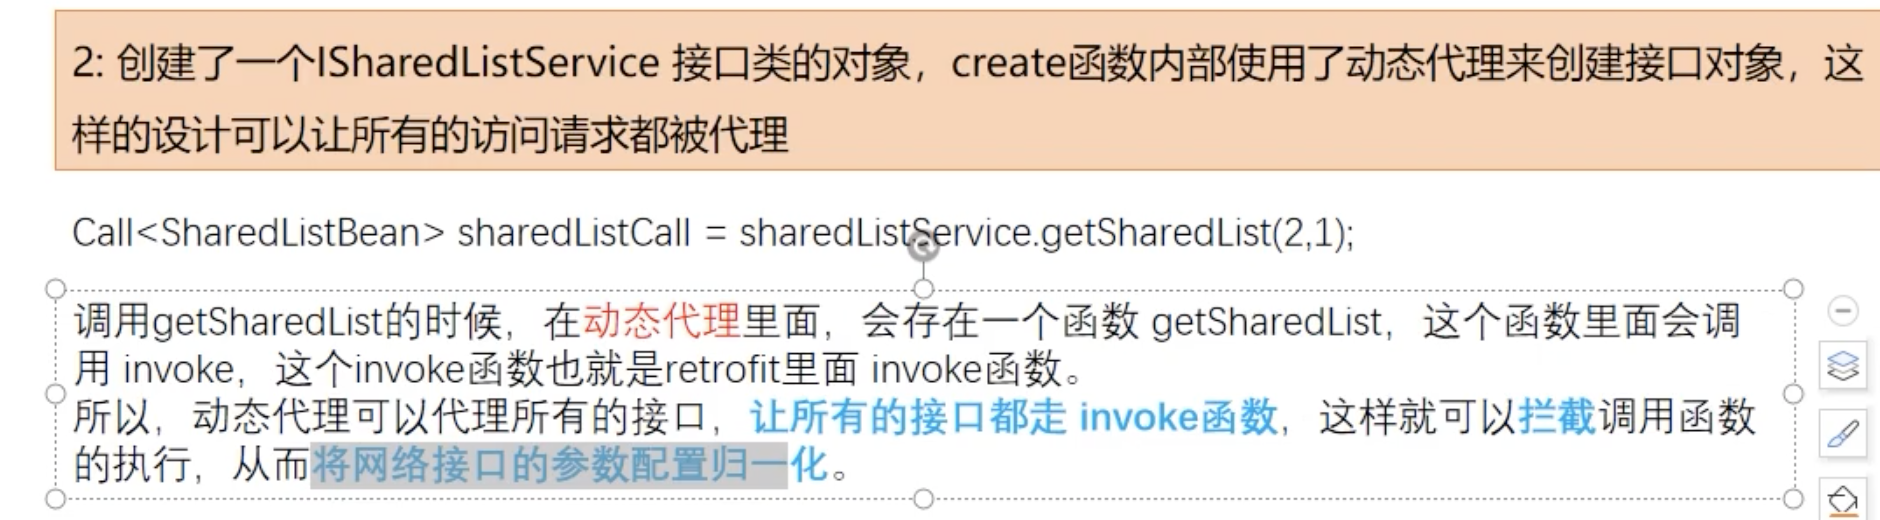 2: 创建了一个ISharedListService 接口类的对象，create函数内部使用了动态代理来创建接口对象，这
样的设计可以让所有的访问请求都被代理
Call<SharedListBean> sharedListCall = sharedListService.getSharedList(2,1);
调用getSharedList的时候，在动态代理里面，会存在一个函数 getSharedList，这个函数里面会调
用 invoke，这个invoke函数也就是retrofit里面 invoke函数。
所以，动态代理可以代理所有的接口，让所有的接口都走 invoke函数，这样就可以拦截调用函数
的执行，从而将网络接口的参数配置归一化。